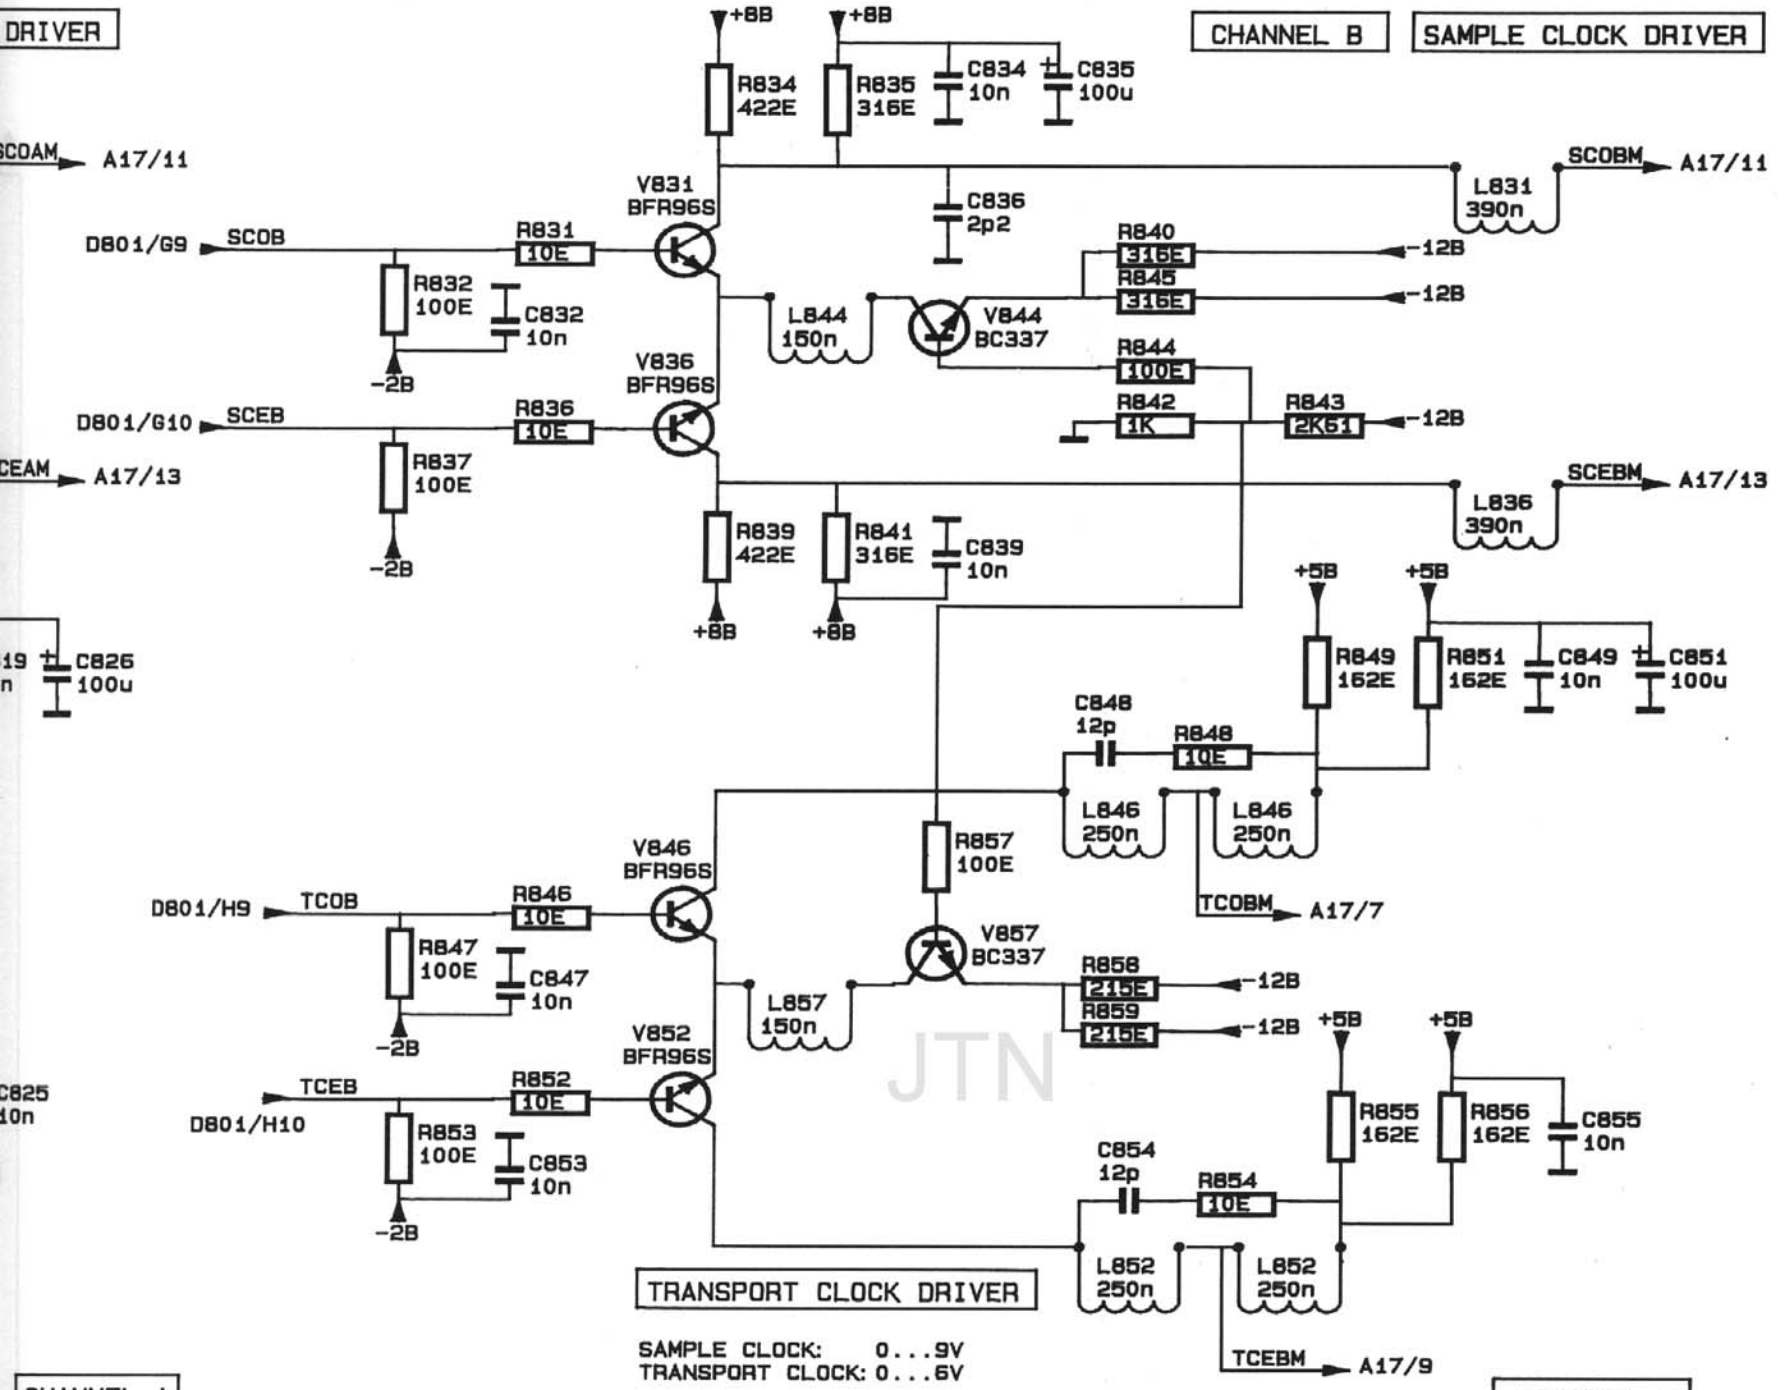 DRIVER
+8B
+8B
CHANNEL B
SAMPLE CLOCK DRIVER
R834
422E
R835
316E
C834
10n
+
C835
100u
SCOAM
A17/11
SCOBM
A17/11
V831
BFR96S
C836
2p2
L831
390n
D801/G9
SCOB
R831
10E
R840
316E
-12B
R832
100E
C832
10n
L844
150n
V844
BC337
R845
316E
-12B
-2B
V836
BFR96S
R844
100E
D801/G10
SCEB
R836
10E
R842
1K
R843
2K61
-12B
CEAM
A17/13
R837
100E
SCEBM
A17/13
-2B
R839
422E
R841
316E
C839
10n
L836
390n
+8B
+8B
+5B
+5B
19
n
+
C826
100u
R849
162E
R851
162E
C849
10n
+
C851
100u
C848
12p
R848
10E
L846
250n
L846
250n
V846
BFR96S
R857
100E
D801/H9
TCOB
R846
10E
TCOBM
A17/7
R847
100E
C847
10n
V857
BC337
R858
215E
-12B
L857
150n
R859
215E
-12B
-2B
V852
BFR96S
JTN
+5B
+5B
C825
10n
TCEB
D801/H10
R852
10E
R855
162E
R856
162E
C855
10n
R853
100E
C853
10n
C854
12p
R854
10E
-2B
L852
250n
L852
250n
TRANSPORT CLOCK DRIVER
SAMPLE CLOCK: 0...9V
TRANSPORT CLOCK: 0...6V
TCEBM
A17/9